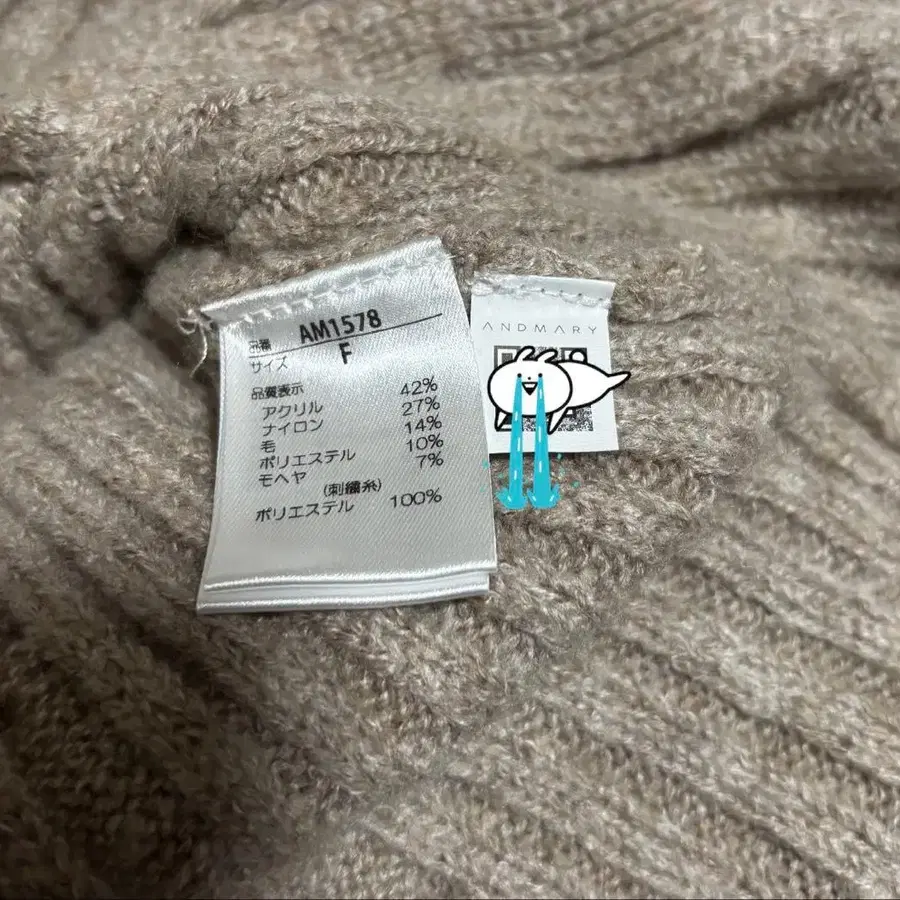 品番 AM1578
サイズ F
品質表示
アクリル 42%
ナイロン 27%
毛 14%
ポリエステル 10%
モヘヤ 7%
(刺繍糸)
ポリエステル 100%
ANDMARY